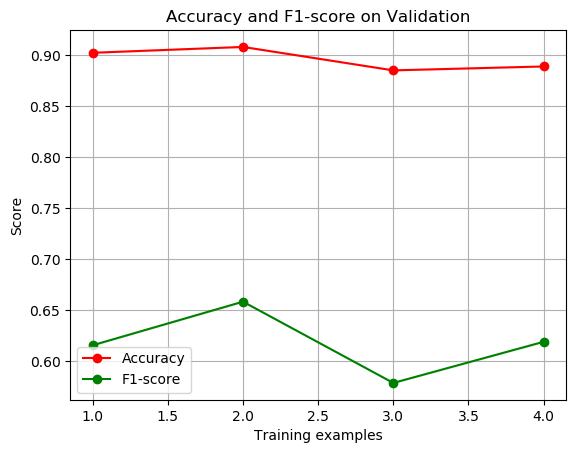 Accuracy and F1-score on Validation
0.90
0.85
0.80
0.75
0.70
0.65
0.60
Score
Accuracy
F1-score
1.0 1.5 2.0 2.5 3.0 3.5 4.0
Training examples